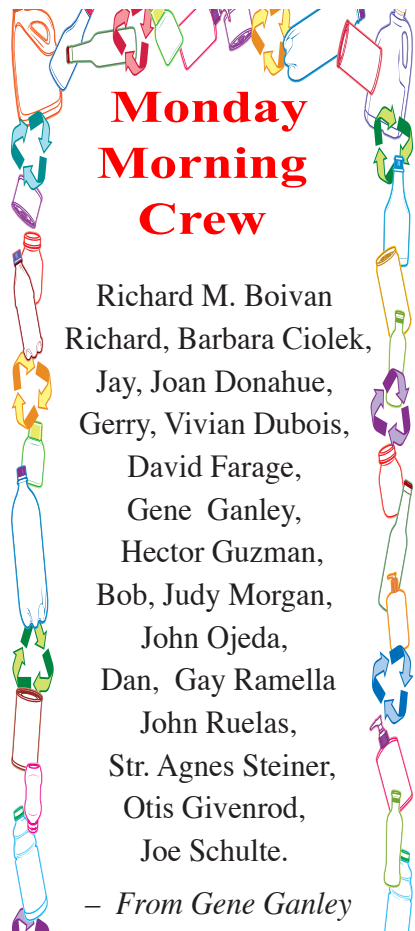 Monday
Morning
Crew
Richard M. Boivan
Richard, Barbara Ciolek,
Jay, Joan Donahue,
Gerry, Vivian Dubois,
David Farage,
Gene Ganley,
Hector Guzman,
Bob, Judy Morgan,
John Ojeda,
Dan, Gay Ramella
John Ruelas,
Str. Agnes Steiner,
Otis Givenrod,
Joe Schulte.
– From Gene Ganley